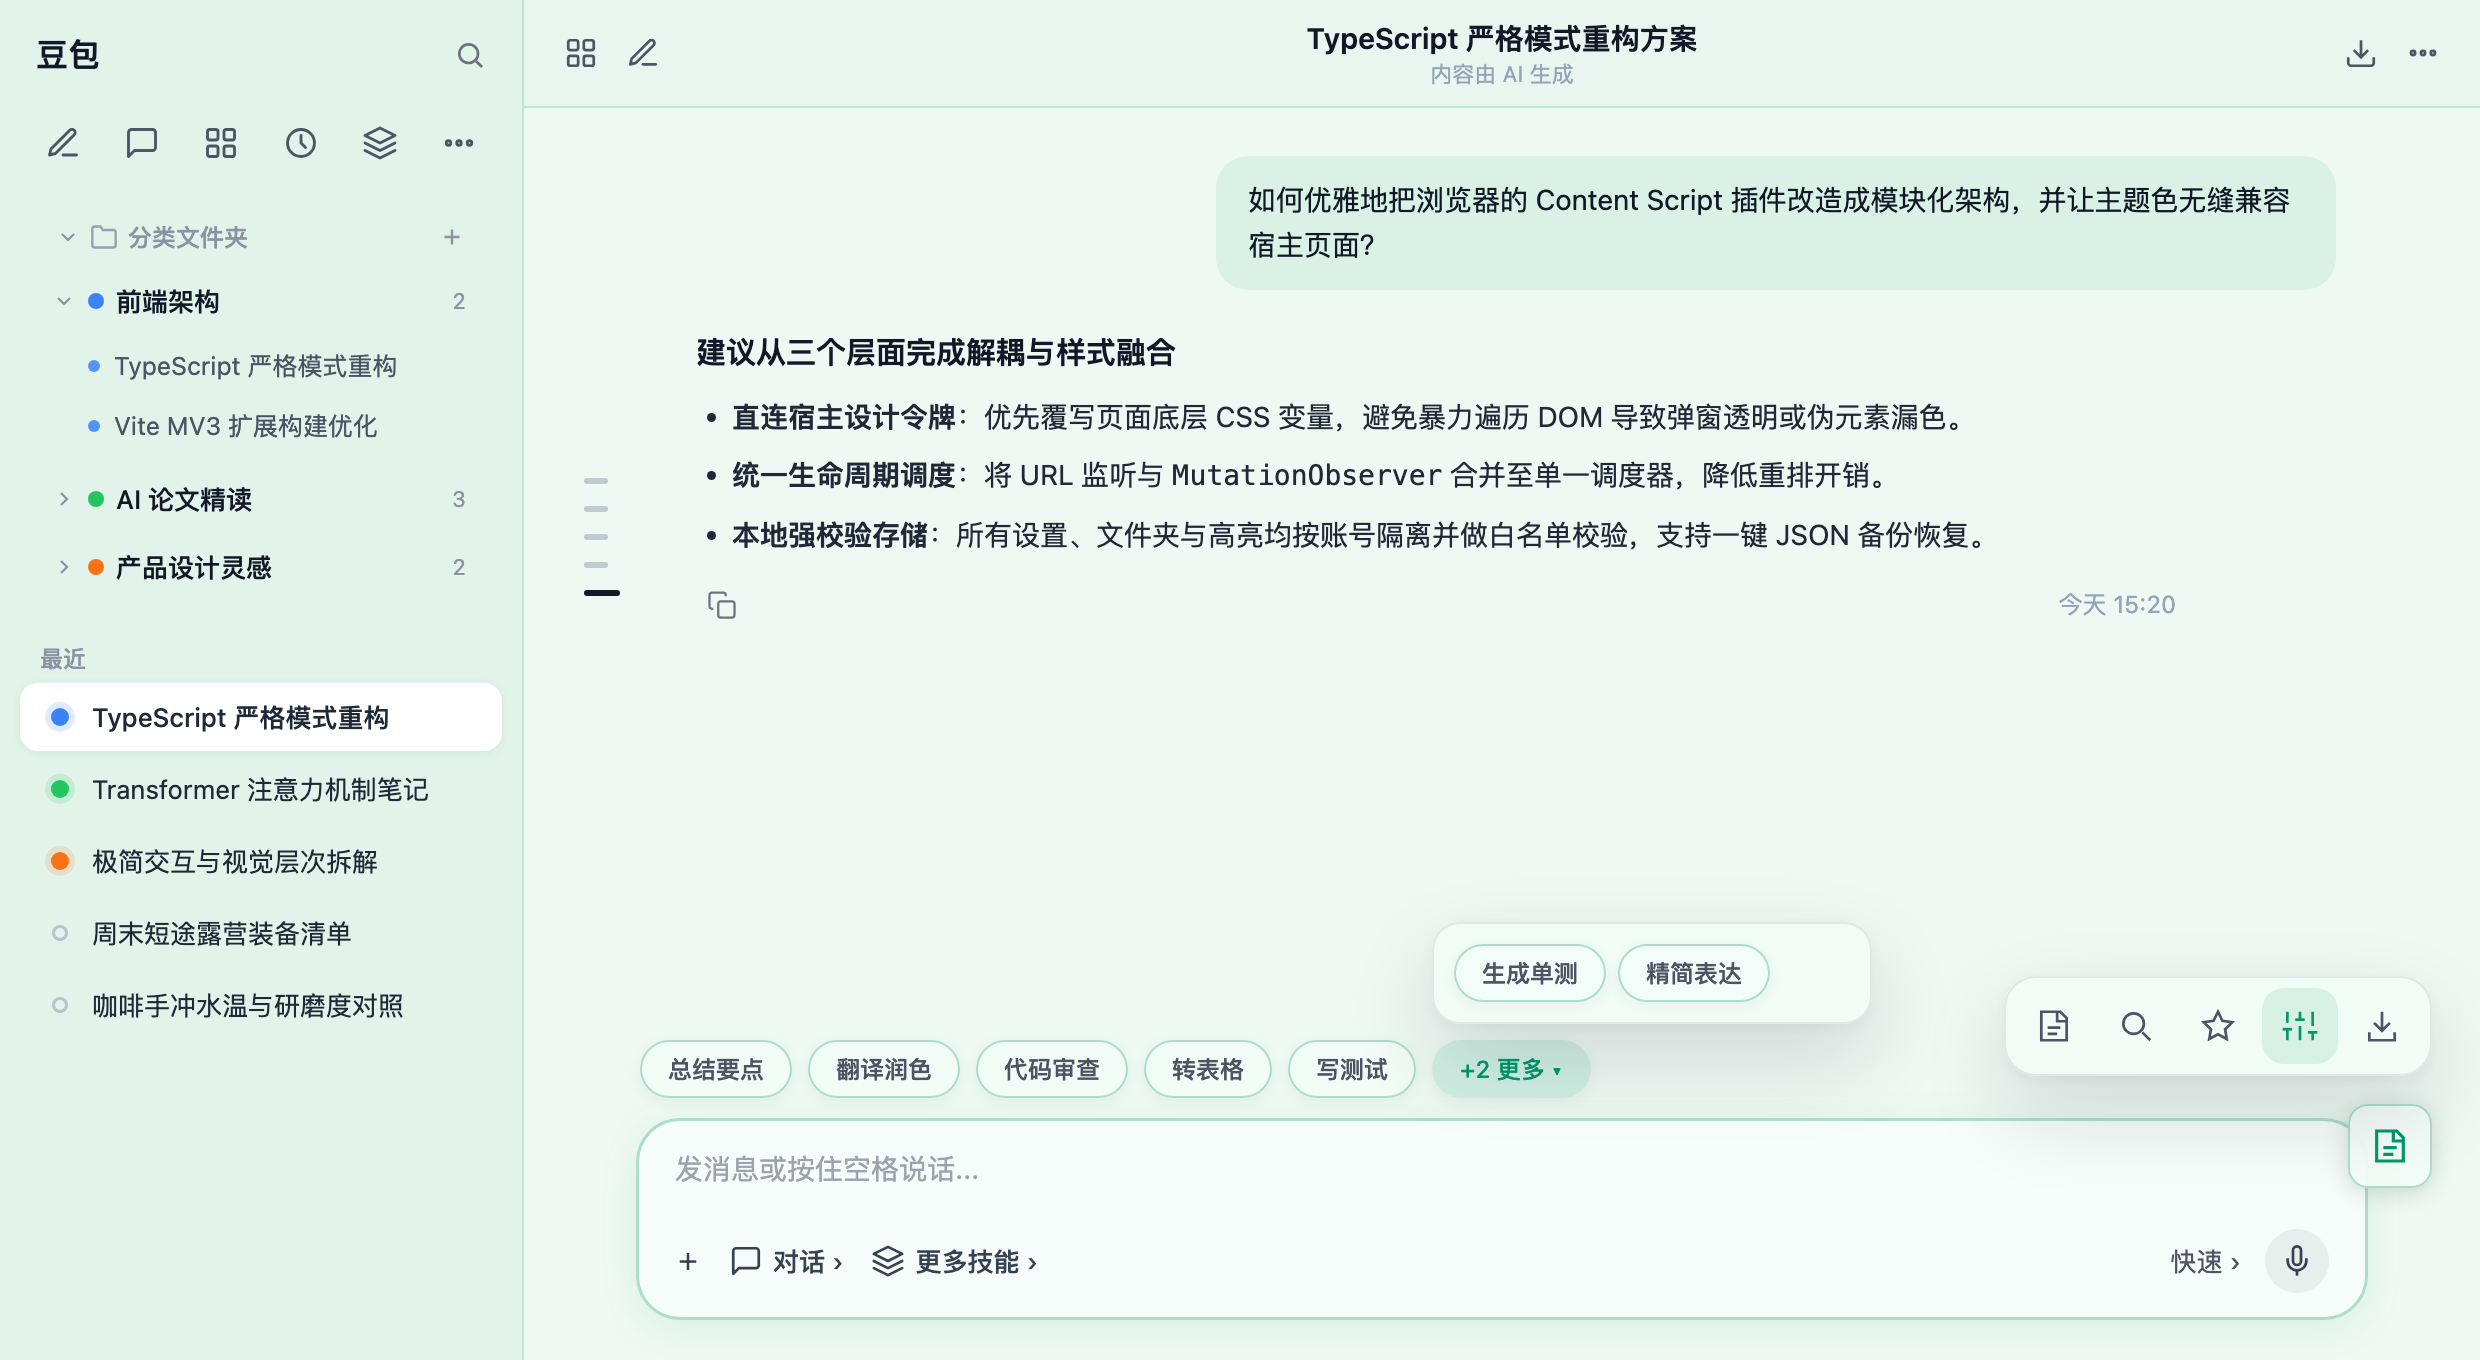 豆包
分类文件夹
前端架构 2
TypeScript 严格模式重构
Vite MV3 扩展构建优化
AI 论文精读 3
产品设计灵感 2
最近
TypeScript 严格模式重构
Transformer 注意力机制笔记
极简交互与视觉层次拆解
周末短途露营装备清单
咖啡手冲水温与研磨度对照
TypeScript 严格模式重构方案
内容由 AI 生成
如何优雅地把浏览器的 Content Script 插件改造成模块化架构，并让主题色无缝兼容
宿主页面？
建议从三个层面完成解耦与样式融合
• 直连宿主设计令牌：优先覆写页面底层 CSS 变量，避免暴力遍历 DOM 导致弹窗透明或伪元素漏色。
• 统一生命周期调度：将 URL 监听与 MutationObserver 合并至单一调度器，降低重排开销。
• 本地强校验存储：所有设置、文件夹与高亮均按账号隔离并做白名单校验，支持一键 JSON 备份恢复。
今天 15:20
生成单测 精简表达
总结要点 翻译润色 代码审查 转表格 写测试 +2 更多 ▾
发消息或按住空格说话...
+ 对话 › 更多技能 › 快速 ›